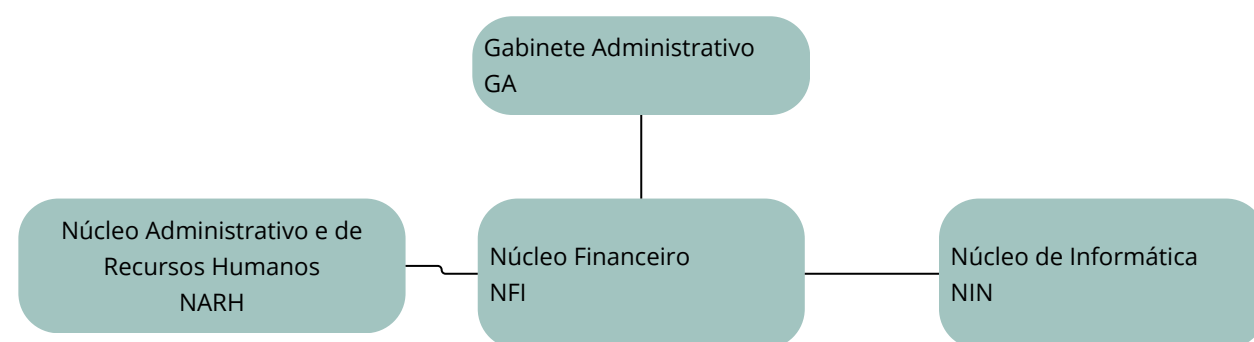 Gabinete Administrativo
GA
Núcleo Administrativo e de
Recursos Humanos
NARH
Núcleo Financeiro
NFI
Núcleo de Informática
NIN